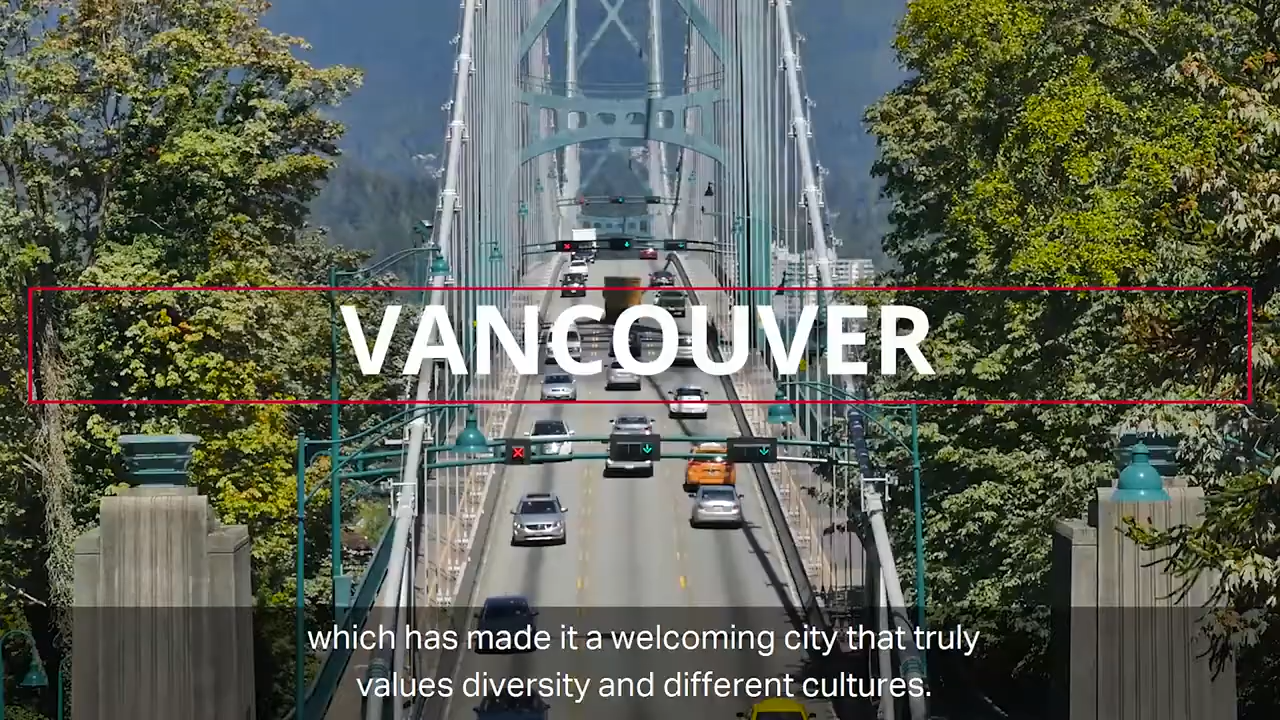 VANCOUVER
which has made it a welcoming city that truly
values diversity and different cultures.